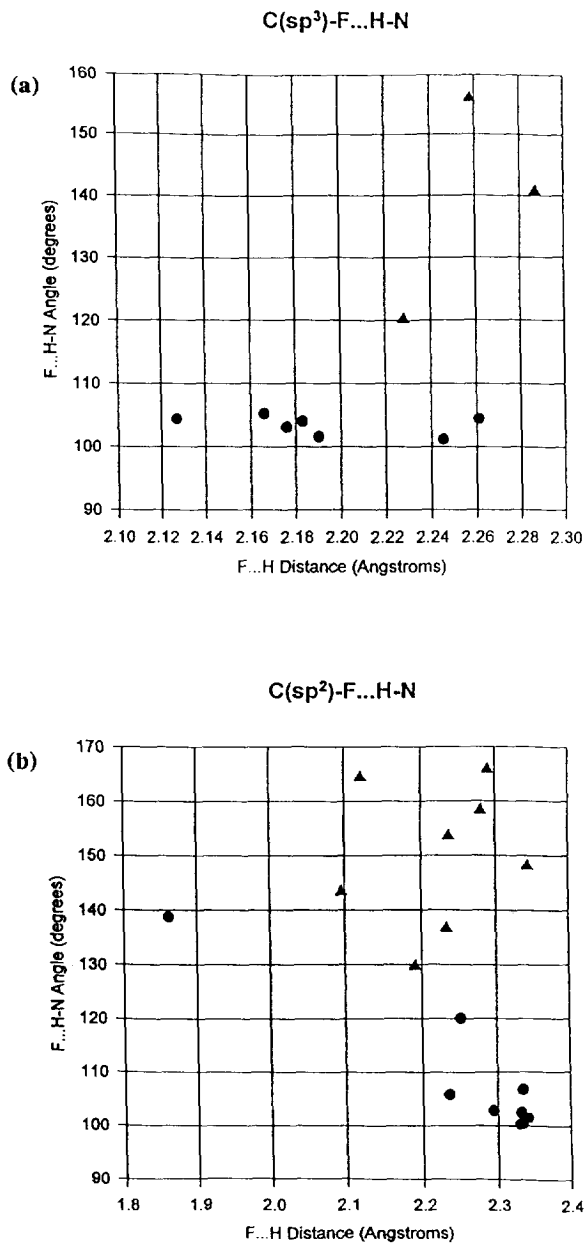 C(sp³)-F...H-N
(a)
160
150
140
130
120
110
100
90
F...H-N Angle (degrees)
2.10 2.12 2.14 2.16 2.18 2.20 2.22 2.24 2.26 2.28 2.30
F...H Distance (Angstroms)
C(sp²)-F...H-N
(b)
170
160
150
140
130
120
110
100
90
F...H-N Angle (degrees)
1.8 1.9 2.0 2.1 2.2 2.3 2.4
F...H Distance (Angstroms)